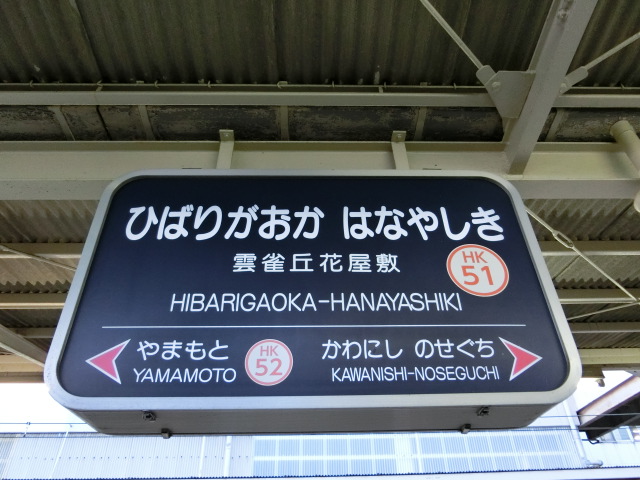 ひばりがおか はなやしき
雲雀丘花屋敷
HK
51
HIBARIGAOKA-HANAYASHIKI
やまもと
YAMAMOTO
HK
52
かわにし のせぐち
KAWANISHI-NOSEGUCHI